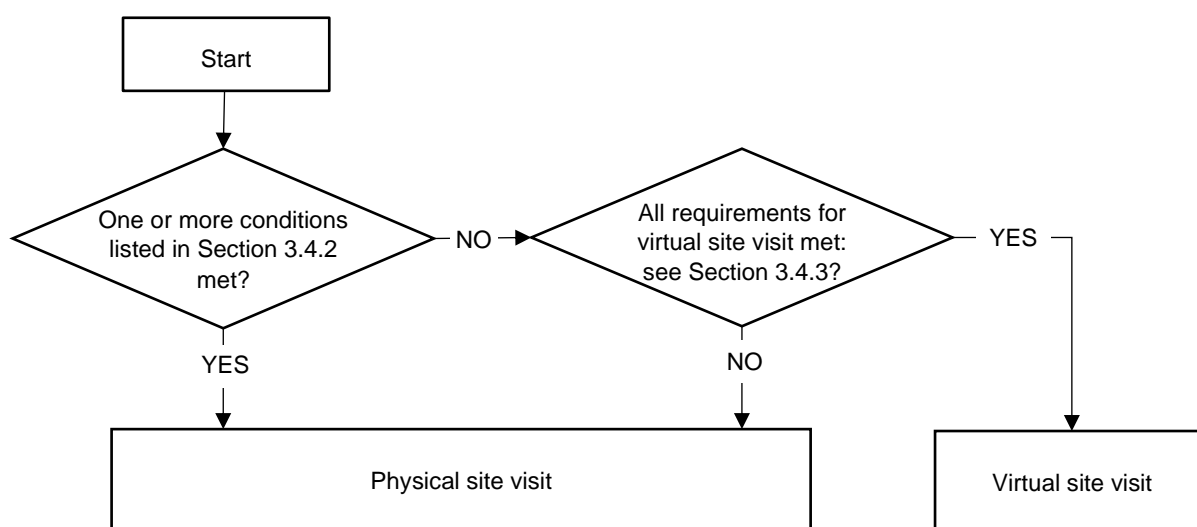 Start
One or more conditions
listed in Section 3.4.2
met?
NO
All requirements for
virtual site visit met:
see Section 3.4.3?
YES
YES
NO
Physical site visit
Virtual site visit